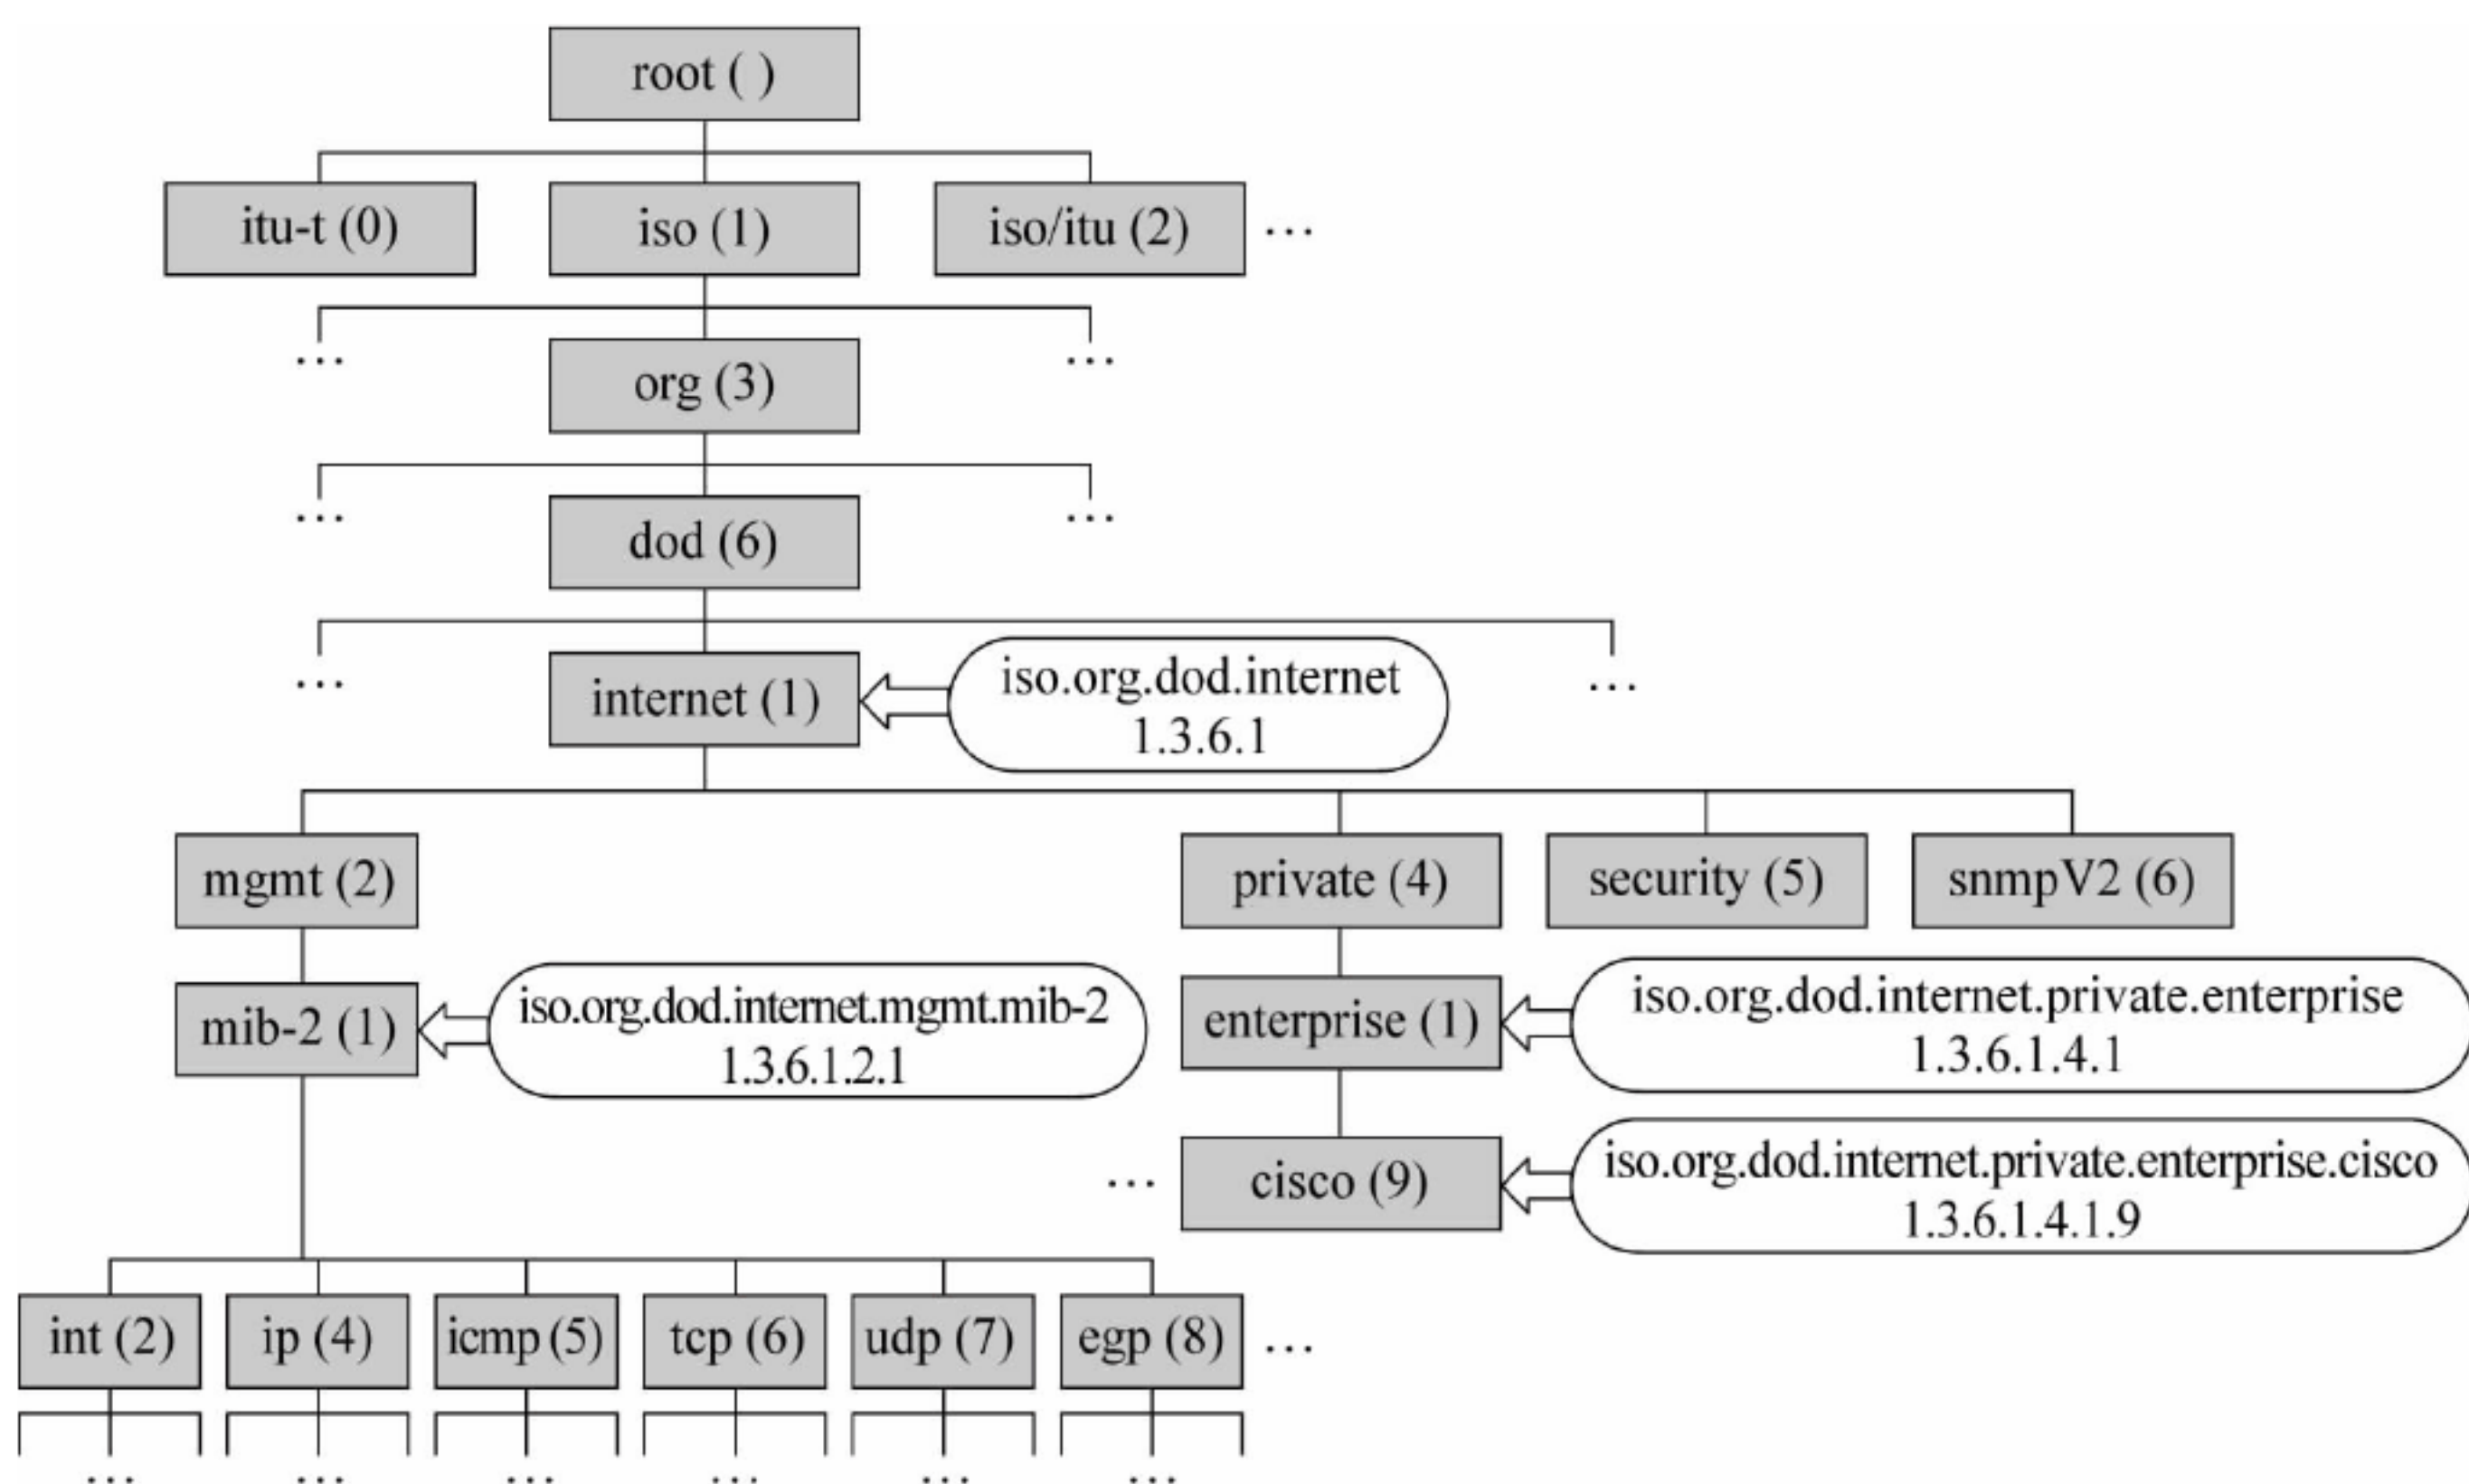 root ( )
itu-t (0)
iso (1)
iso/itu (2)
...
...
org (3)
...
...
dod (6)
...
...
internet (1)
iso.org.dod.internet
1.3.6.1
...
mgmt (2)
private (4)
security (5)
snmpV2 (6)
mib-2 (1)
iso.org.dod.internet.mgmt.mib-2
1.3.6.1.2.1
enterprise (1)
iso.org.dod.internet.private.enterprise
1.3.6.1.4.1
...
cisco (9)
iso.org.dod.internet.private.enterprise.cisco
1.3.6.1.4.1.9
int (2)
ip (4)
icmp (5)
tcp (6)
udp (7)
egp (8)
...
...
...
...
...
...
...